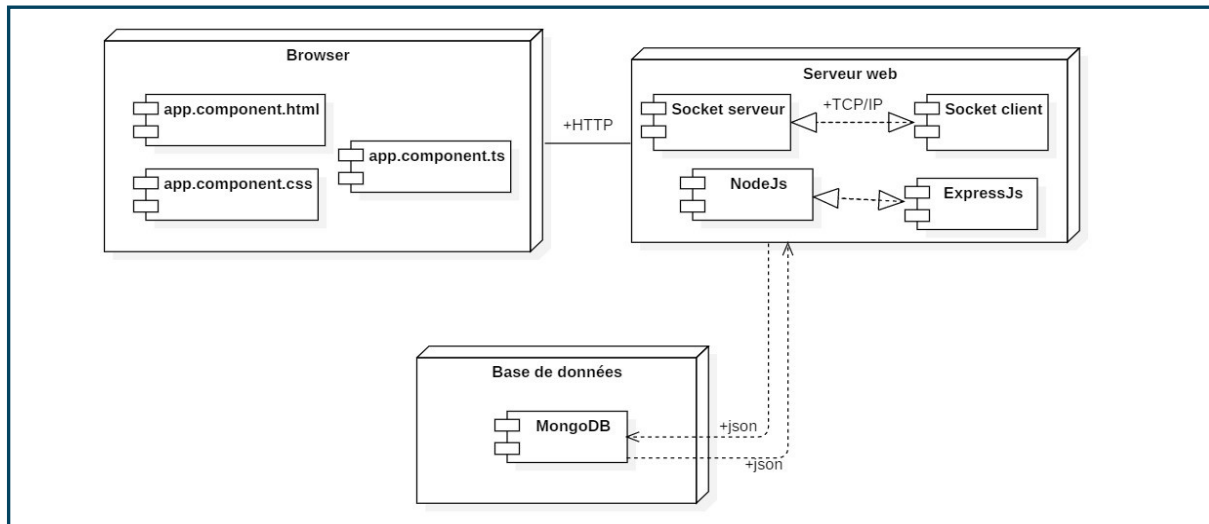 Browser
app.component.html
app.component.ts
app.component.css
+HTTP
Serveur web
Socket serveur
+TCP/IP
Socket client
NodeJs
ExpressJs
Base de données
MongoDB
+json
+json